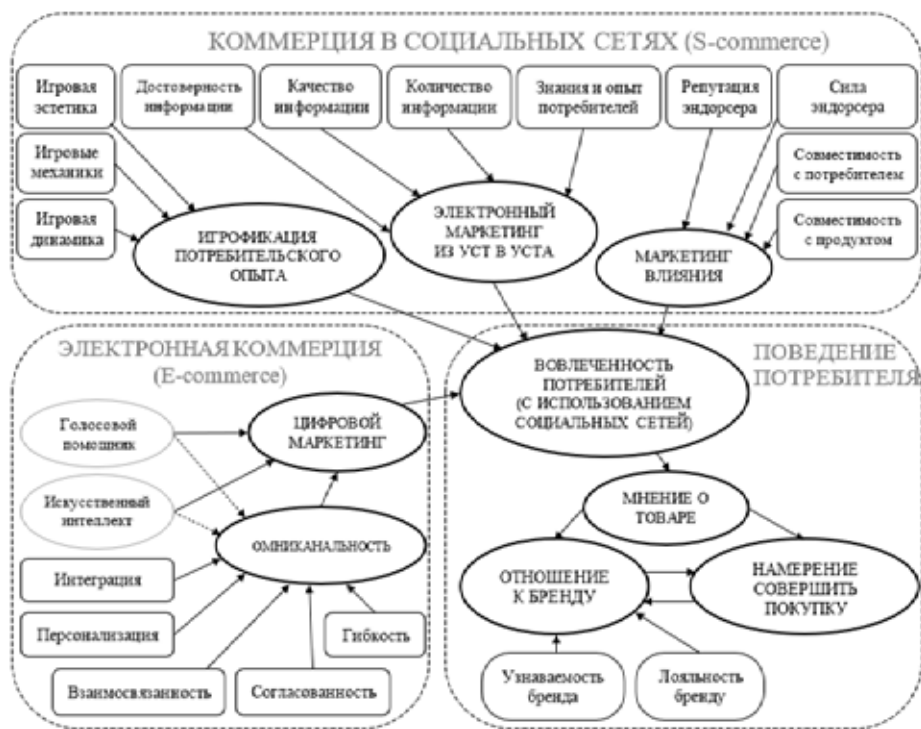 КОММЕРЦИЯ В СОЦИАЛЬНЫХ СЕТЯХ (S-commerce)
Игровая
эстетика
Достоверность
информации
Качество
информации
Количество
информации
Знания и опыт
потребителей
Репутация
эндорсера
Сила
эндорсера
Игровые
механики
Совместимость
с потребителем
Игровая
динамика
Совместимость
с продуктом
ИГРОФИКАЦИЯ
ПОТРЕБИТЕЛЬСКОГО
ОПЫТА
ЭЛЕКТРОННЫЙ
МАРКЕТИНГ
ИЗ УСТ В УСТА
МАРКЕТИНГ
ВЛИЯНИЯ
ЭЛЕКТРОННАЯ КОММЕРЦИЯ
(E-commerce)
Голосовой
помощник
Искусственный
интеллект
ЦИФРОВОЙ
МАРКЕТИНГ
ОМНИКАНАЛЬНОСТЬ
Интеграция
Персонализация
Взаимосвязанность
Согласованность
Гибкость
ПОВЕДЕНИЕ
ПОТРЕБИТЕЛЯ
ВОВЛЕЧЕННОСТЬ
ПОТРЕБИТЕЛЕЙ
(С ИСПОЛЬЗОВАНИЕМ
СОЦИАЛЬНЫХ СЕТЕЙ)
МНЕНИЕ О
ТОВАРЕ
ОТНОШЕНИЕ
К БРЕНДУ
НАМЕРЕНИЕ
СОВЕРШИТЬ
ПОКУПКУ
Узнаваемость
бренда
Лояльность
бренду